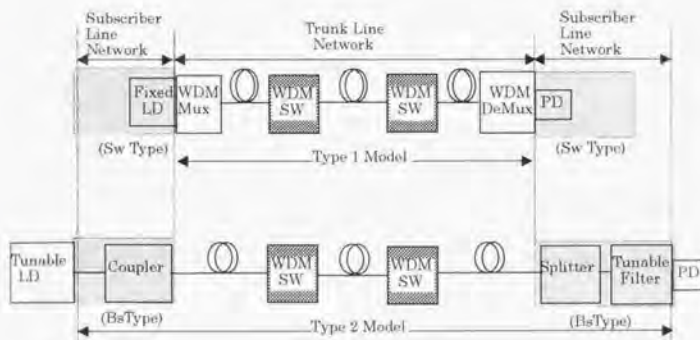 Subscriber
Line
Network
Trunk Line
Network
Subscriber
Line
Network
Fixed
LD
WDM
Mux
WDM
SW
WDM
SW
WDM
DeMux
PD
(Sw Type)
Type 1 Model
(Sw Type)
Tunable
LD
Coupler
WDM
SW
WDM
SW
Splitter
Tunable
Filter
PD
(BsType)
Type 2 Model
(BsType)